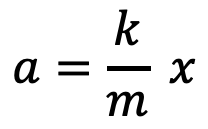 a = k/m x